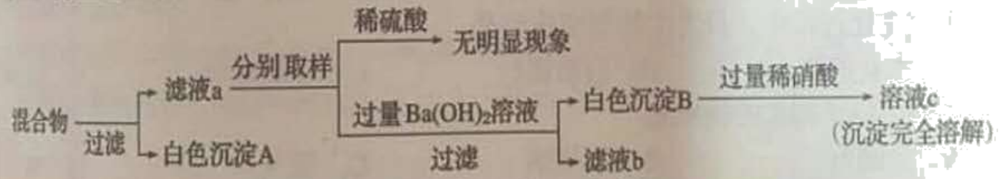 稀硫酸
无明显现象
分别取样
滤液a
混合物
过滤
白色沉淀A
过量Ba(OH)₂溶液
过滤
白色沉淀B
滤液b
过量稀硝酸
溶液c
(沉淀完全溶解)